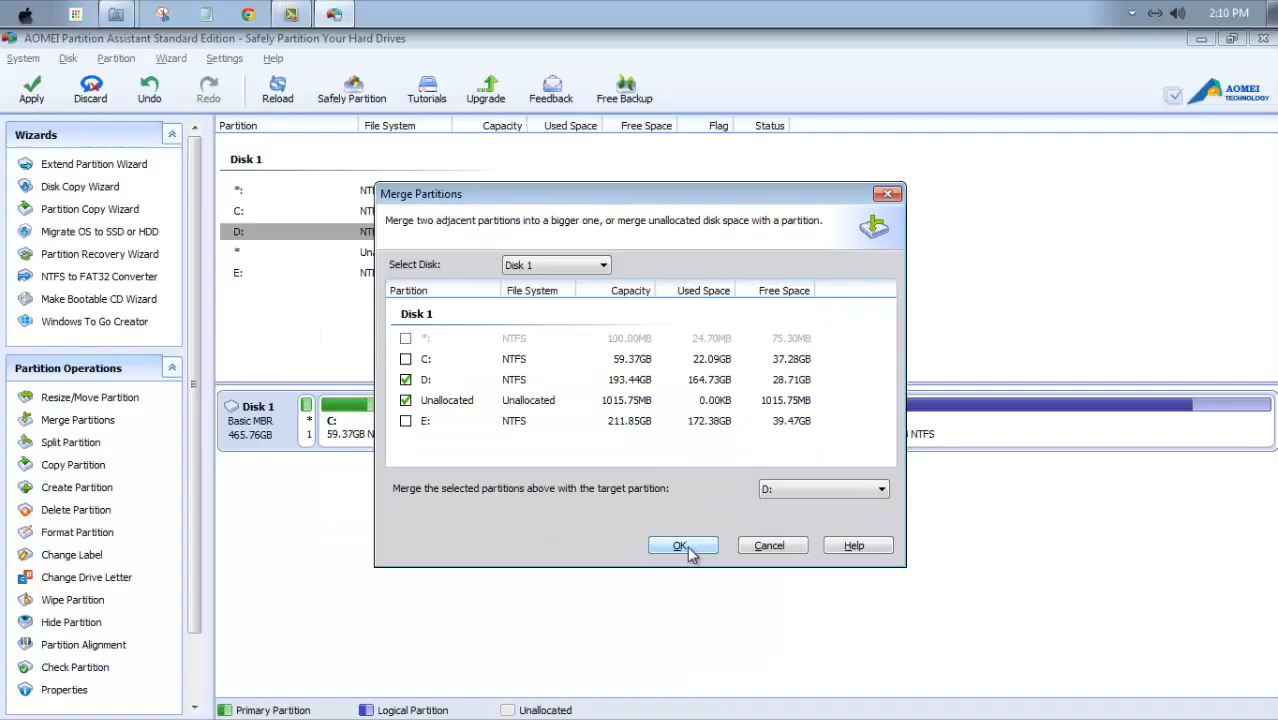 2:10 PM
AOMEI Partition Assistant Standard Edition - Safely Partition Your Hard Drives
System Disk Partition Wizard Settings Help
Apply Discard Undo Redo Reload Safely Partition Tutorials Upgrade Feedback Free Backup
AOMEI
TECHNOLOGY
Wizards
Extend Partition Wizard
Disk Copy Wizard
Partition Copy Wizard
Migrate OS to SSD or HDD
Partition Recovery Wizard
NTFS to FAT32 Converter
Make Bootable CD Wizard
Windows To Go Creator
Partition Operations
Resize/Move Partition
Merge Partitions
Split Partition
Copy Partition
Create Partition
Delete Partition
Format Partition
Change Label
Change Drive Letter
Wipe Partition
Hide Partition
Partition Alignment
Check Partition
Properties
Partition File System Capacity Used Space Free Space Flag Status
Disk 1
*: NT
C: NT
D: NT
* Un
E: NT
Disk 1
Basic MBR
465.76GB
*
1
C:
59.37GB N
NTFS
Merge Partitions
Merge two adjacent partitions into a bigger one, or merge unallocated disk space with a partition.
Select Disk: Disk 1
Partition File System Capacity Used Space Free Space
Disk 1
*: NTFS 100.00MB 24.70MB 75.30MB
C: NTFS 59.37GB 22.09GB 37.28GB
D: NTFS 193.44GB 164.73GB 28.71GB
Unallocated Unallocated 1015.75MB 0.00KB 1015.75MB
E: NTFS 211.85GB 172.38GB 39.47GB
Merge the selected partitions above with the target partition: D:
OK Cancel Help
Primary Partition Logical Partition Unallocated